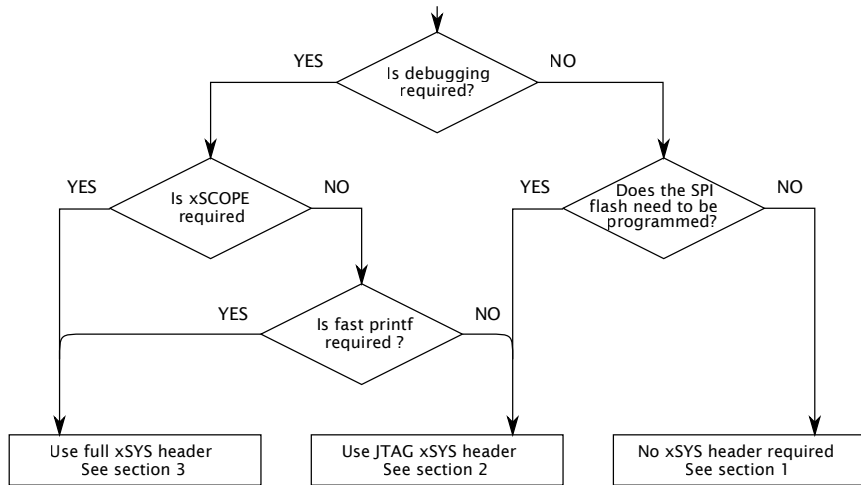 YES
Is debugging
required?
NO
YES
Is xSCOPE
required
NO
YES
Does the SPI
flash need to be
programmed?
NO
YES
Is fast printf
required ?
NO
Use full xSYS header
See section 3
Use JTAG xSYS header
See section 2
No xSYS header required
See section 1